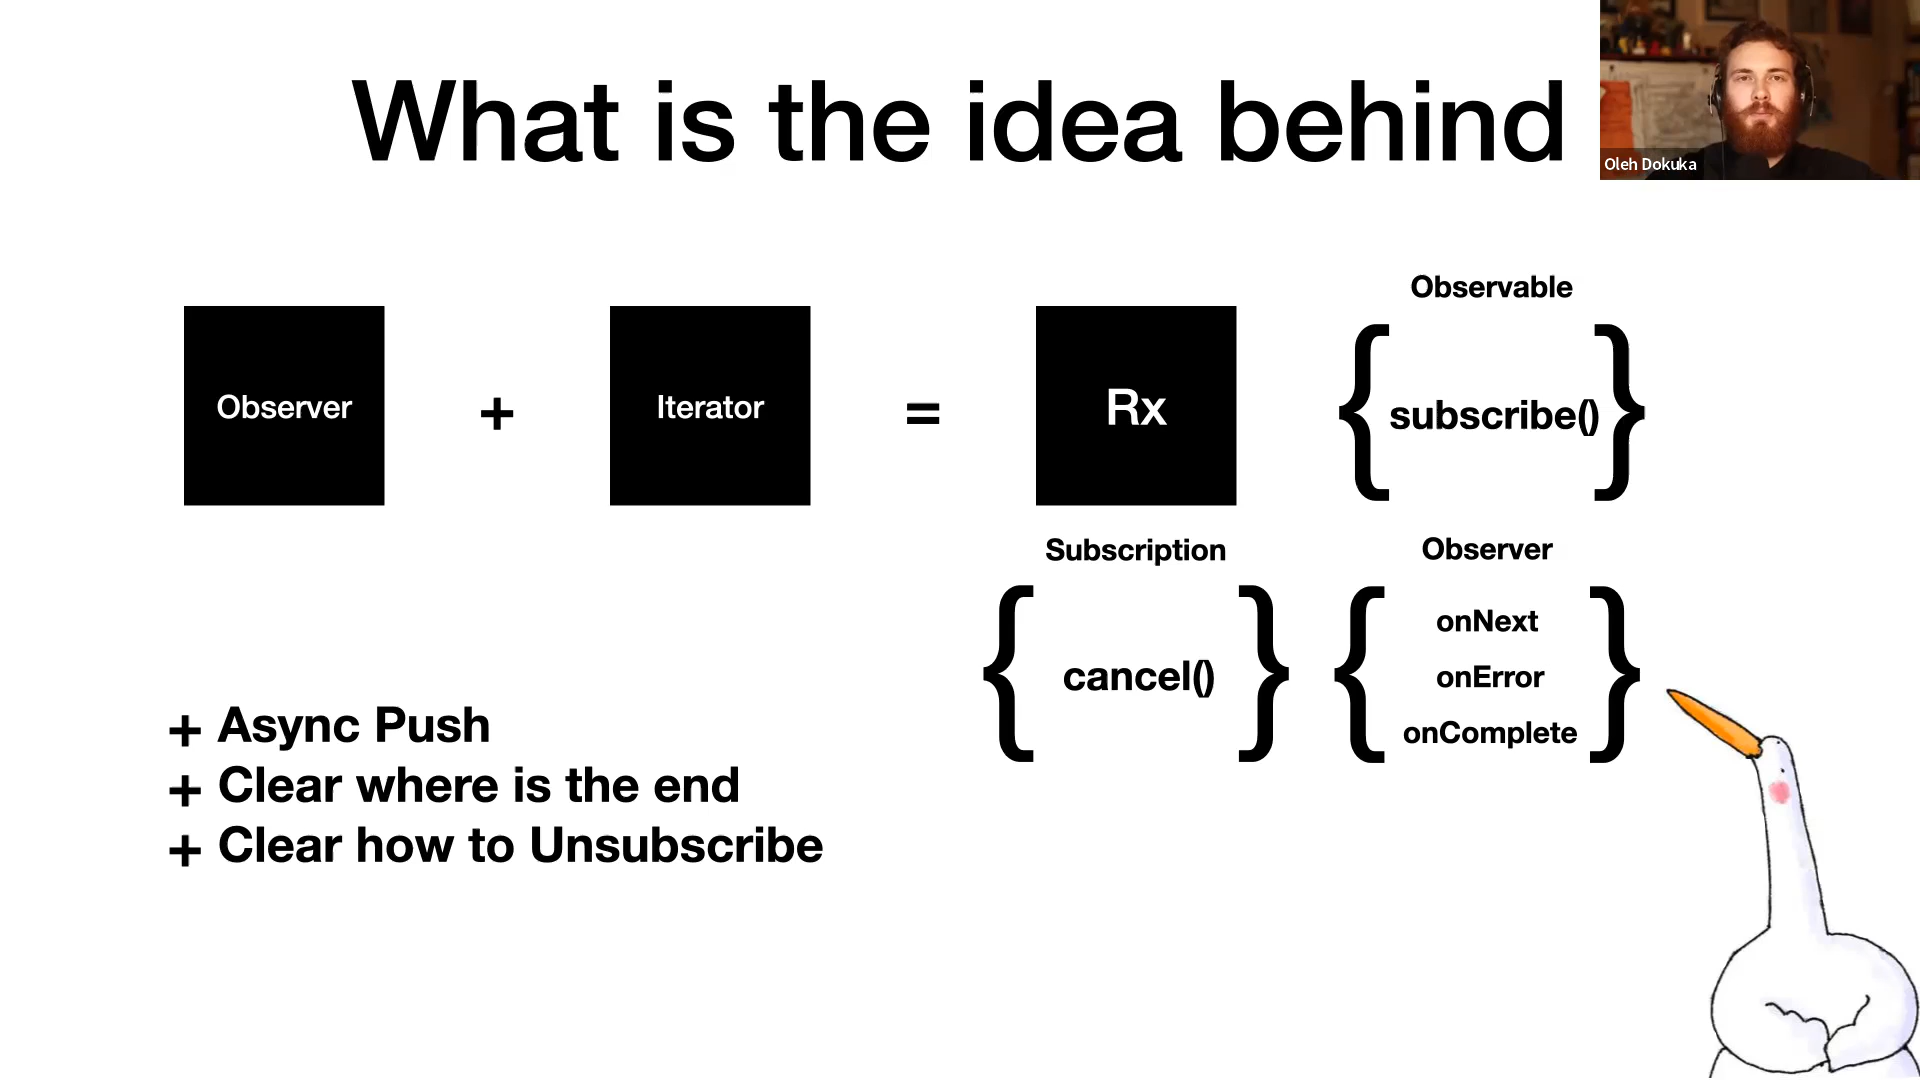 What is the idea behind
Oleh Dokuka
Observer
+
Iterator
=
Rx
Observable
{ subscribe() }
Subscription
{ cancel() }
Observer
{ onNext
onError
onComplete }
+ Async Push
+ Clear where is the end
+ Clear how to Unsubscribe